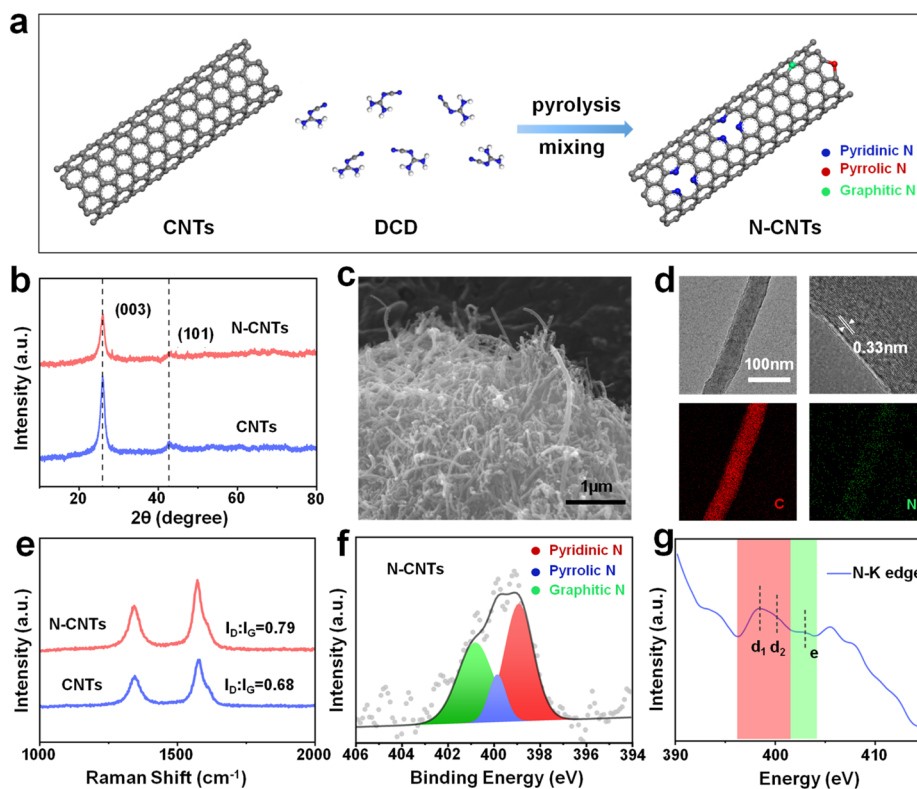 a
pyrolysis
mixing
Pyridinic N
Pyrrolic N
Graphitic N
CNTs
DCD
N-CNTs
b
(003)
(101)
N-CNTs
CNTs
Intensity (a.u.)
10
20
40
60
80
2θ (degree)
c
1μm
d
100nm
0.33nm
C
N
e
N-CNTs
I_D:I_G=0.79
CNTs
I_D:I_G=0.68
Intensity (a.u.)
1000
1500
2000
Raman Shift (cm⁻¹)
f
N-CNTs
Pyridinic N
Pyrrolic N
Graphitic N
Intensity (a.u.)
406 404 402 400 398 396 394
Binding Energy (eV)
g
N-K edge
d₁
d₂
e
Intensity (a.u.)
390 400 410
Energy (eV)